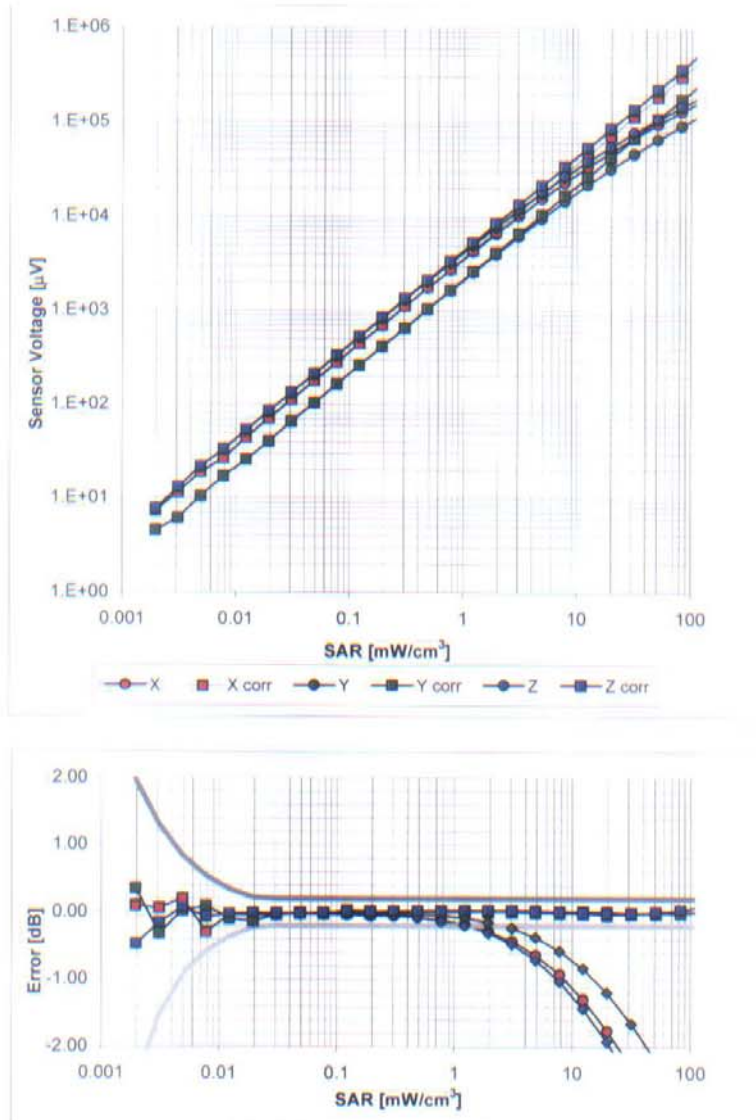 1.E+06
1.E+05
1.E+04
1.E+03
1.E+02
1.E+01
1.E+00
Sensor Voltage [µV]
0.001 0.01 0.1 1 10 100
SAR [mW/cm³]
X X corr Y Y corr Z Z corr
2.00
1.00
0.00
-1.00
-2.00
Error [dB]
0.001 0.01 0.1 1 10 100
SAR [mW/cm³]